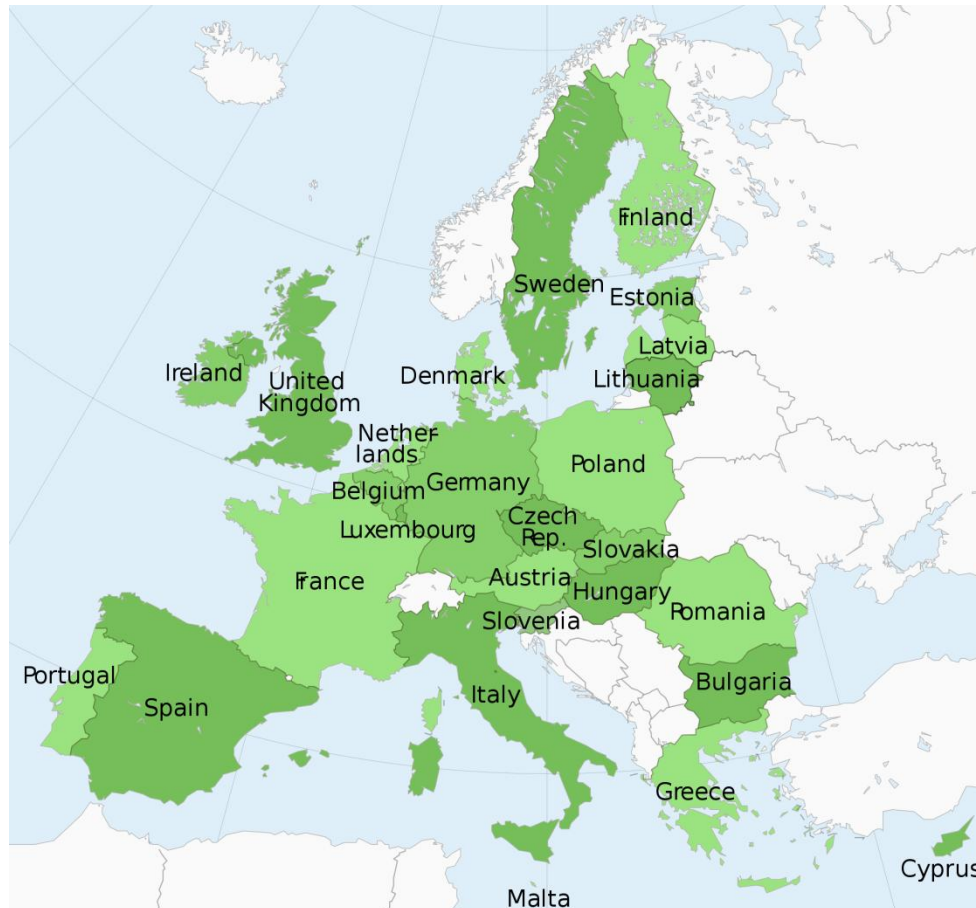 Finland
Sweden
Estonia
Latvia
Lithuania
Denmark
Ireland
United
Kingdom
Nether-
lands
Belgium
Germany
Poland
Luxembourg
Czech
Rep.
Slovakia
France
Austria
Hungary
Slovenia
Romania
Portugal
Spain
Italy
Bulgaria
Greece
Cyprus
Malta